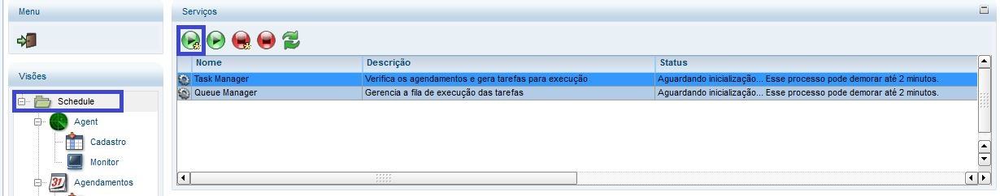 Menu
Visões
Schedule
Agent
Cadastro
Monitor
31
Agendamentos
Serviços
Nome Descrição Status
Task Manager Verifica os agendamentos e gera tarefas para execução Aguardando inicialização... Esse processo pode demorar até 2 minutos.
Queue Manager Gerencia a fila de execução das tarefas Aguardando inicialização... Esse processo pode demorar até 2 minutos.